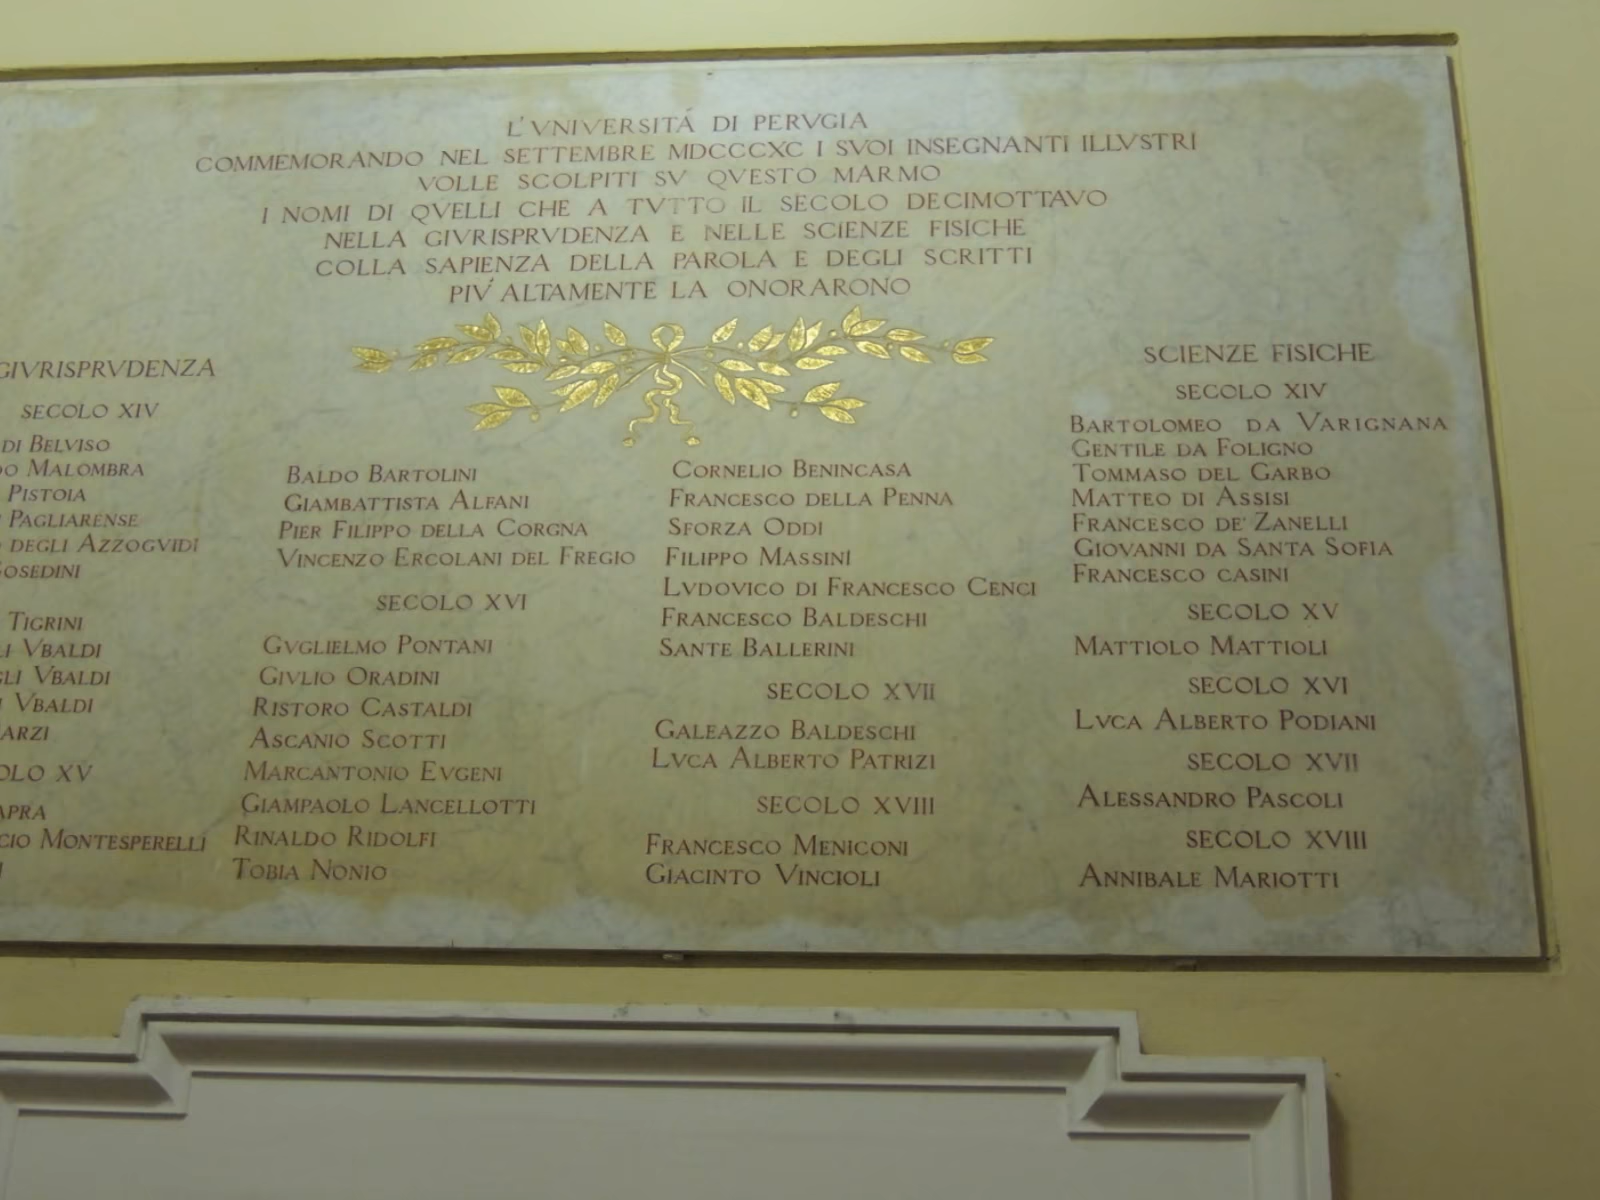 L'VNIVERSITÁ DI PERVGIA
COMMEMORANDO NEL SETTEMBRE MDCCCXC I SVOI INSEGNANTI ILLVSTRI
VOLLE SCOLPITI SV QVESTO MARMO
I NOMI DI QVELLI CHE A TVTTO IL SECOLO DECIMOTTAVO
NELLA GIVRISPRVDENZA E NELLE SCIENZE FISICHE
COLLA SAPIENZA DELLA PAROLA E DEGLI SCRITTI
PIV' ALTAMENTE LA ONORARONO
GIVRISPRVDENZA
SECOLO XIV
DI BELVISO
MALOMBRA
PISTOIA
PAGLIARENSE
DEGLI AZZOGVIDI
GOSEDINI
TIGRINI
VBALDI
VBALDI
VBALDI
XV
MONTESPERELLI
BALDO BARTOLINI
GIAMBATTISTA ALFANI
PIER FILIPPO DELLA CORGNA
VINCENZO ERCOLANI DEL FREGIO
SECOLO XVI
GVGLIELMO PONTANI
GIVLIO ORADINI
RISTORO CASTALDI
ASCANIO SCOTTI
MARCANTONIO EVGENI
GIAMPAOLO LANCELLOTTI
RINALDO RIDOLFI
TOBIA NONIO
CORNELIO BENINCASA
FRANCESCO DELLA PENNA
SFORZA ODDI
FILIPPO MASSINI
LVDOVICO DI FRANCESCO CENCI
FRANCESCO BALDESCHI
SANTE BALLERINI
SECOLO XVII
GALEAZZO BALDESCHI
LVCA ALBERTO PATRIZI
SECOLO XVIII
FRANCESCO MENICONI
GIACINTO VINCIOLI
SCIENZE FISICHE
SECOLO XIV
BARTOLOMEO DA VARIGNANA
GENTILE DA FOLIGNO
TOMMASO DEL GARBO
MATTEO DI ASSISI
FRANCESCO DE' ZANELLI
GIOVANNI DA SANTA SOFIA
FRANCESCO CASINI
SECOLO XV
MATTIOLO MATTIOLI
SECOLO XVI
LVCA ALBERTO PODIANI
SECOLO XVII
ALESSANDRO PASCOLI
SECOLO XVIII
ANNIBALE MARIOTTI